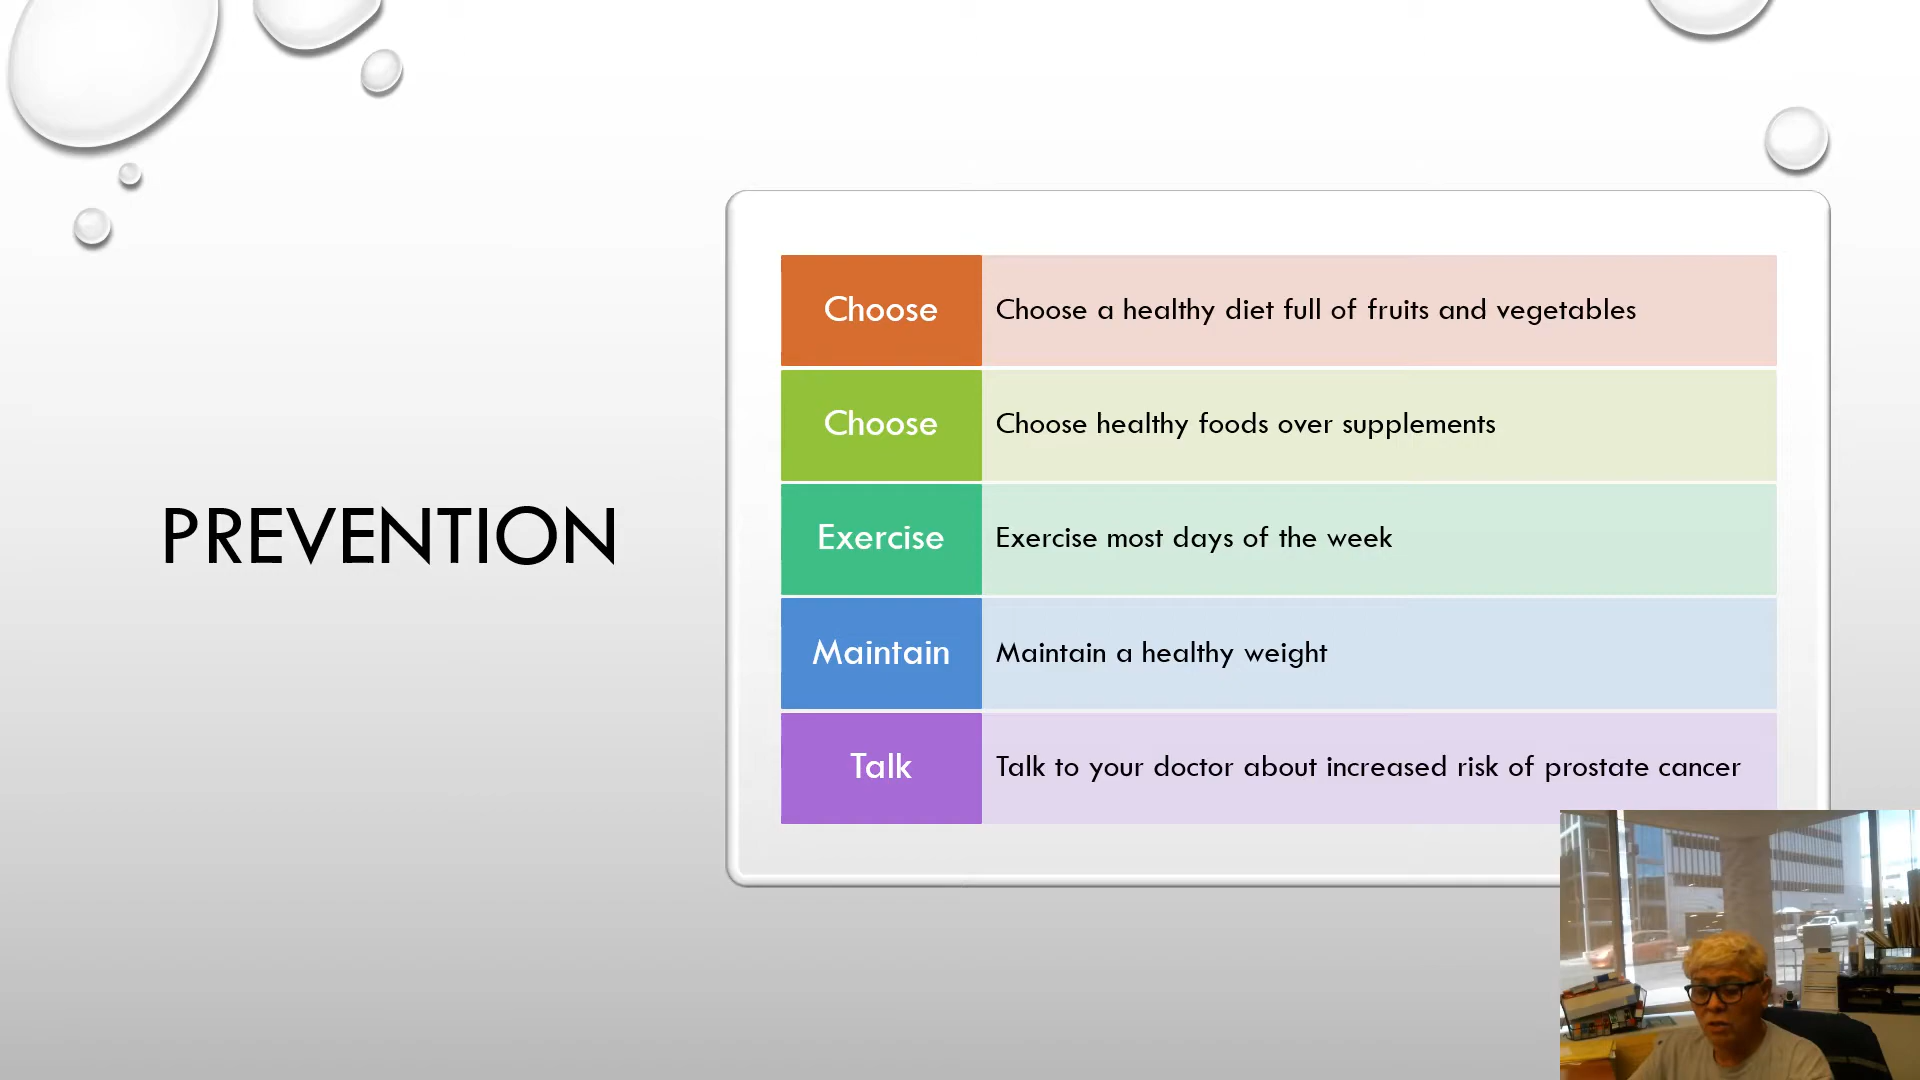 PREVENTION
Choose
Choose a healthy diet full of fruits and vegetables
Choose
Choose healthy foods over supplements
Exercise
Exercise most days of the week
Maintain
Maintain a healthy weight
Talk
Talk to your doctor about increased risk of prostate cancer